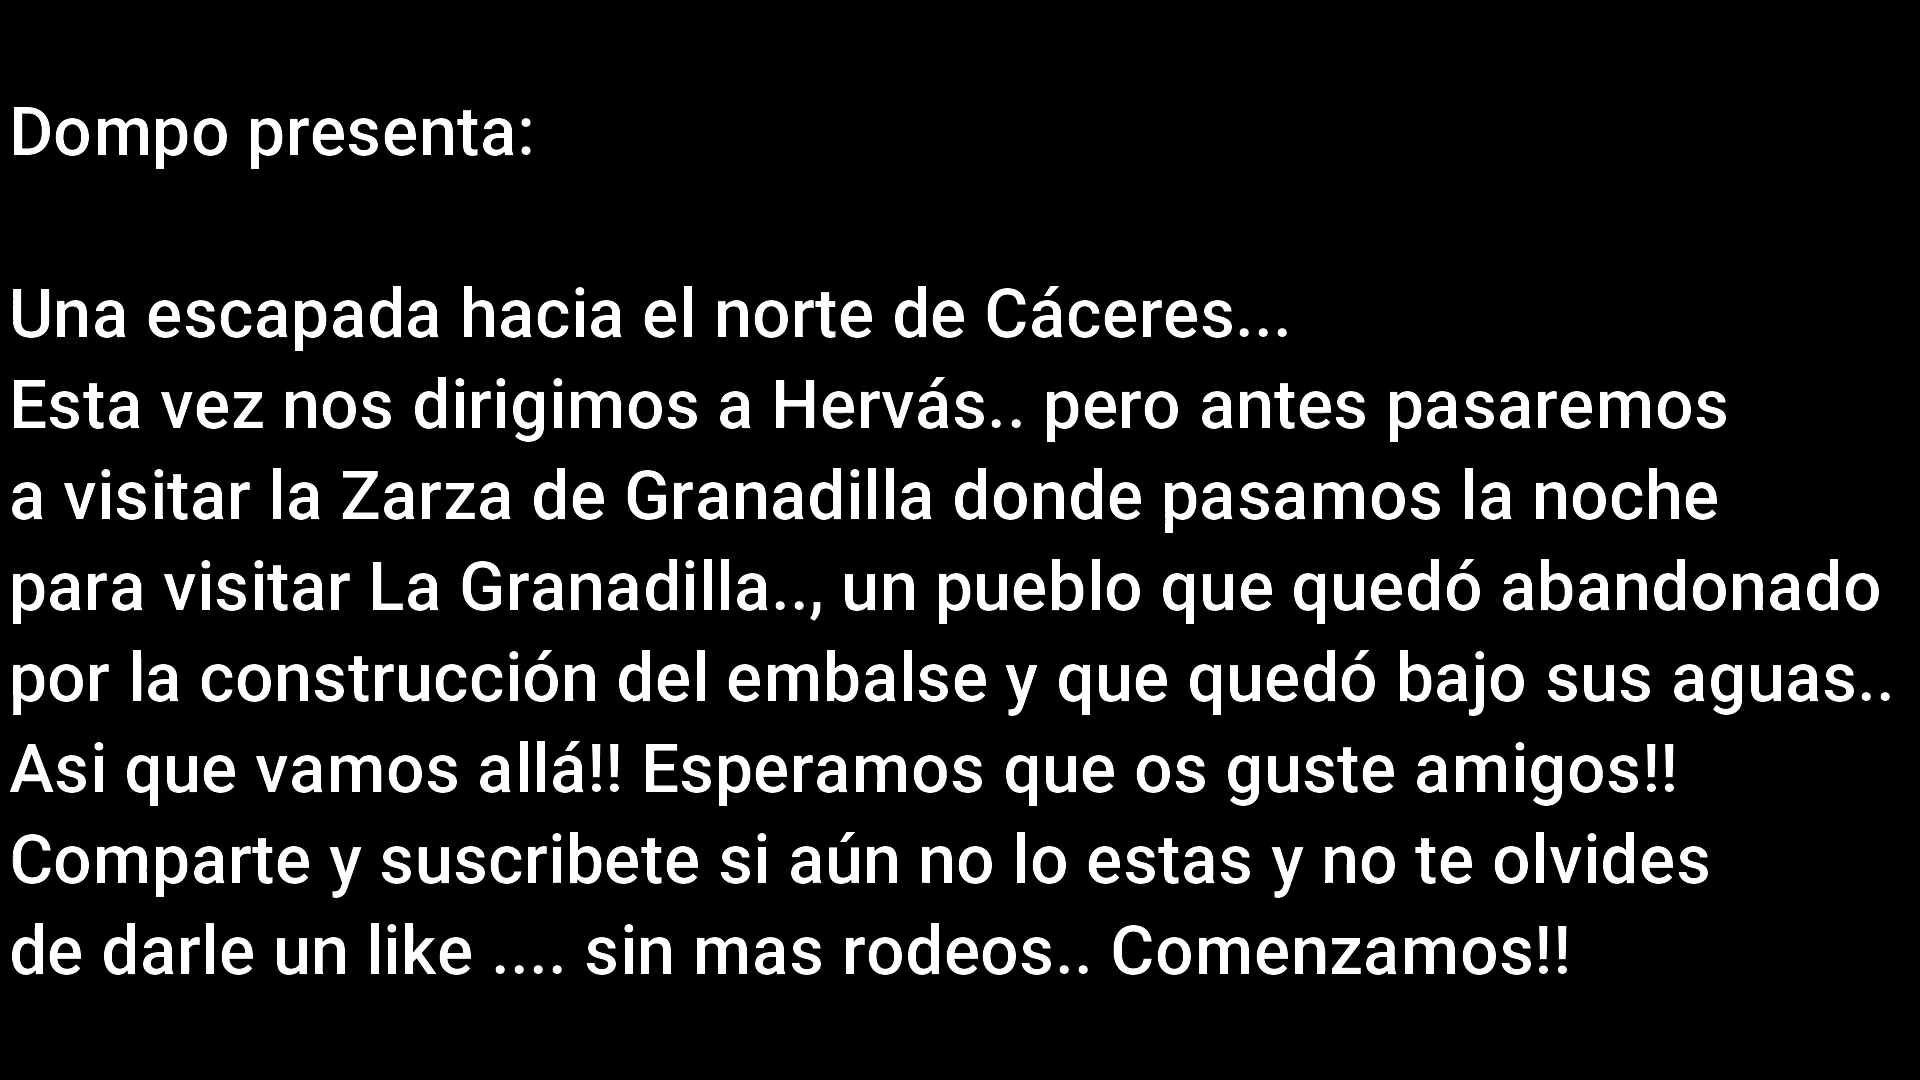 Dompo presenta:
Una escapada hacia el norte de Cáceres...
Esta vez nos dirigimos a Hervás.. pero antes pasaremos
a visitar la Zarza de Granadilla donde pasamos la noche
para visitar La Granadilla.., un pueblo que quedó abandonado
por la construcción del embalse y que quedó bajo sus aguas..
Asi que vamos allá!! Esperamos que os guste amigos!!
Comparte y suscribete si aún no lo estas y no te olvides
de darle un like .... sin mas rodeos.. Comenzamos!!